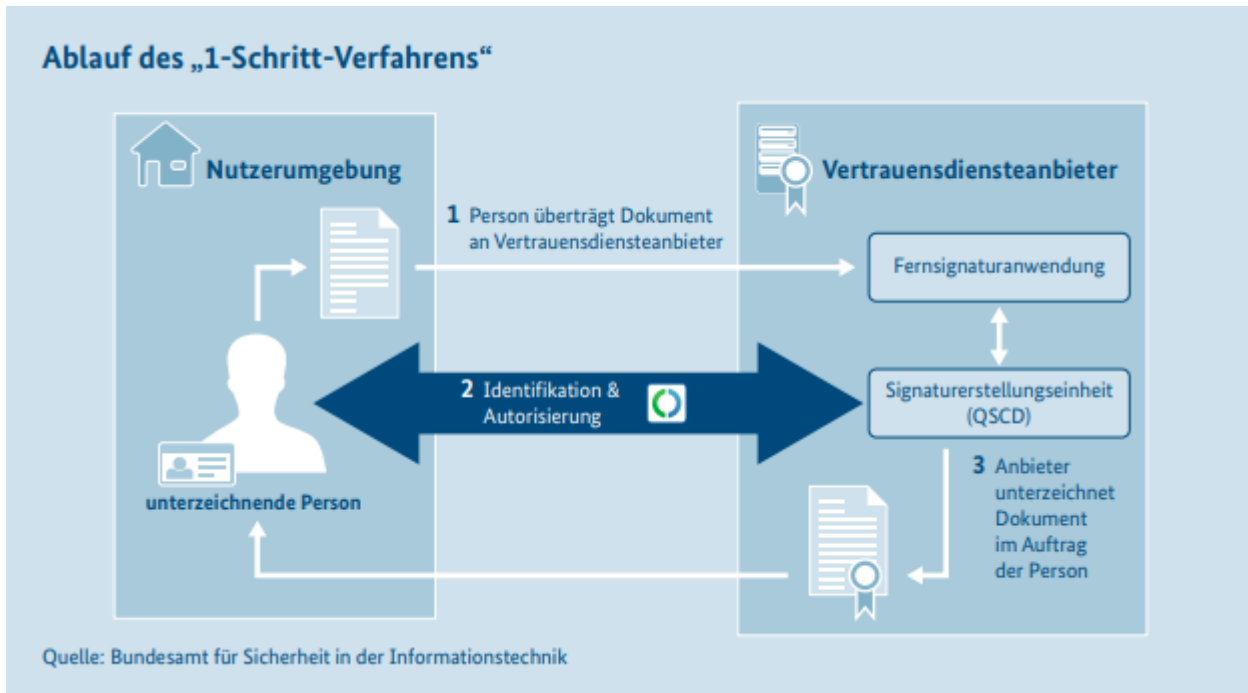 Ablauf des „1-Schritt-Verfahrens“
Nutzerumgebung
Vertrauensdiensteanbieter
1 Person überträgt Dokument
an Vertrauensdiensteanbieter
Fernsignaturanwendung
2 Identifikation &
Autorisierung
Signaturerstellungseinheit
(QSCD)
3 Anbieter
unterzeichnet
Dokument
im Auftrag
der Person
unterzeichnende Person
Quelle: Bundesamt für Sicherheit in der Informationstechnik